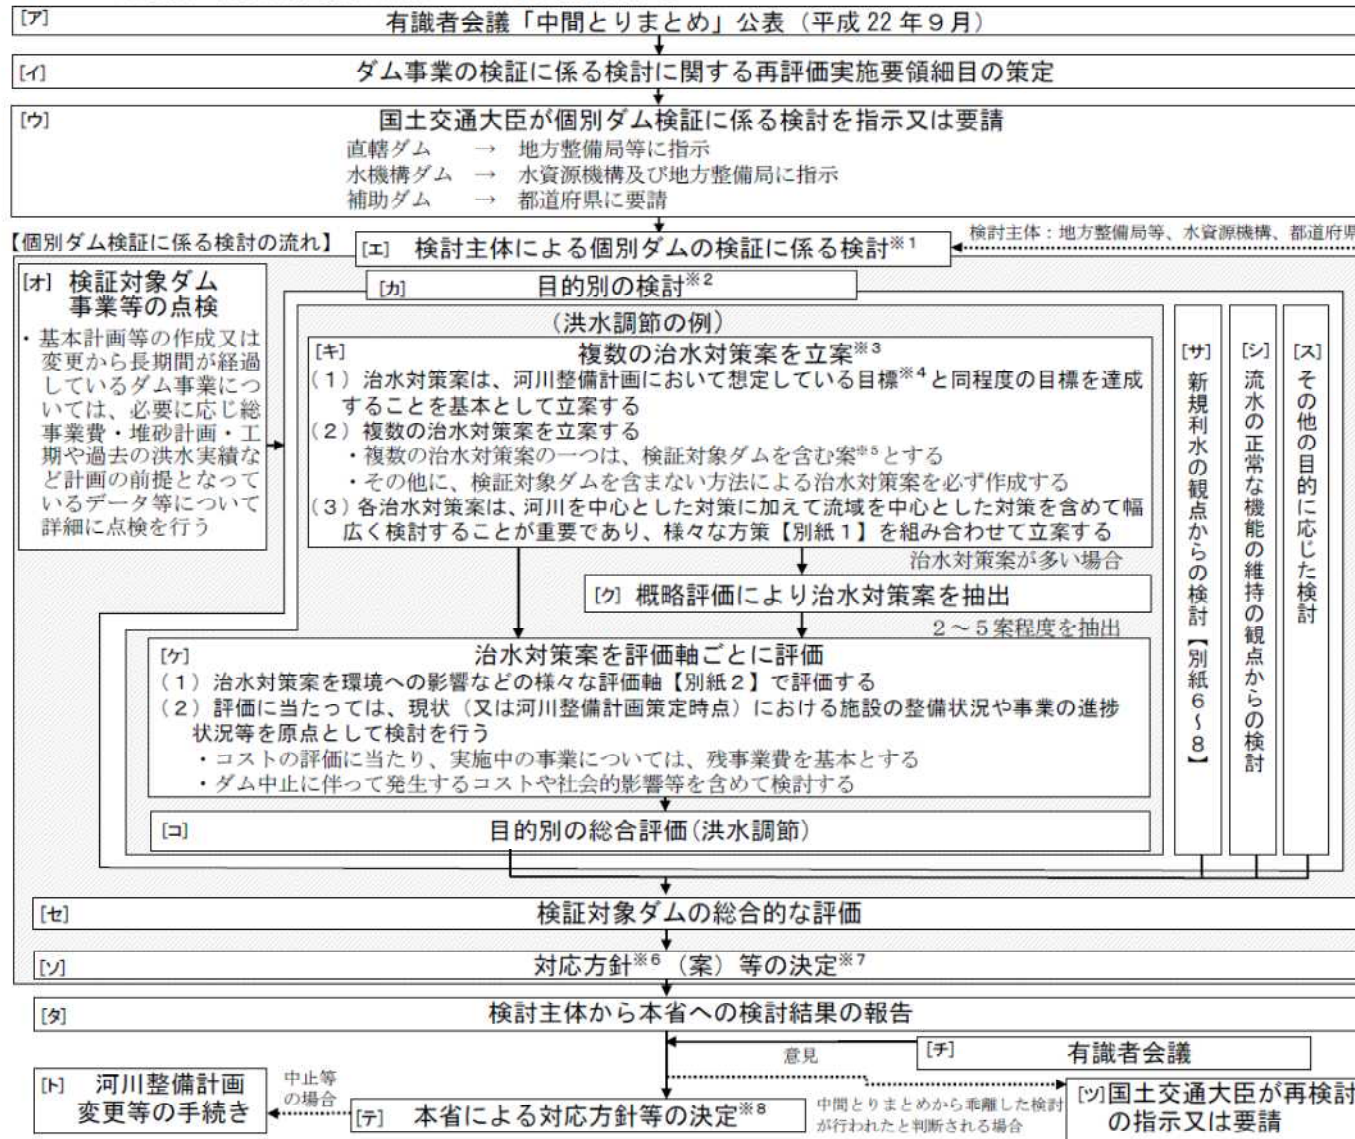 [ア] 有識者会議「中間とりまとめ」公表（平成22年９月）
[イ] ダム事業の検証に係る検討に関する再評価実施要領細目の策定
[ウ] 国土交通大臣が個別ダム検証に係る検討を指示又は要請
直轄ダム → 地方整備局等に指示
水機構ダム → 水資源機構及び地方整備局に指示
補助ダム → 都道府県に要請
【個別ダム検証に係る検討の流れ】
[エ] 検討主体による個別ダムの検証に係る検討※1
検討主体：地方整備局等、水資源機構、都道府県
[オ] 検証対象ダム
事業等の点検
・基本計画等の作成又は
変更から長期間が経過
しているダム事業につ
いては、必要に応じ総
事業費・堆砂計画・工
期や過去の洪水実績な
ど計画の前提となって
いるデータ等について
詳細に点検を行う
[カ] 目的別の検討※2
（洪水調節の例）
[キ] 複数の治水対策案を立案※3
（１）治水対策案は、河川整備計画において想定している目標※4と同程度の目標を達成
することを基本として立案する
（２）複数の治水対策案を立案する
・複数の治水対策案の一つは、検証対象ダムを含む案※5とする
・その他に、検証対象ダムを含まない方法による治水対策案を必ず作成する
（３）各治水対策案は、河川を中心とした対策に加えて流域を中心とした対策を含めて幅
広く検討することが重要であり、様々な方策【別紙１】を組み合わせて立案する
治水対策案が多い場合
[ク] 概略評価により治水対策案を抽出
２～５案程度を抽出
[ケ] 治水対策案を評価軸ごとに評価
（１）治水対策案を環境への影響などの様々な評価軸【別紙２】で評価する
（２）評価に当たっては、現状（又は河川整備計画策定時点）における施設の整備状況や事業の進捗
状況等を原点として検討を行う
・コストの評価に当たり、実施中の事業については、残事業費を基本とする
・ダム中止に伴って発生するコストや社会的影響等を含めて検討する
[コ] 目的別の総合評価（洪水調節）
[サ] 新規利水の観点からの検討【別紙６～８】
[シ] 流水の正常な機能の維持の観点からの検討
[ス] その他の目的に応じた検討
[セ] 検証対象ダムの総合的な評価
[ソ] 対応方針※6（案）等の決定※7
[タ] 検討主体から本省への検討結果の報告
意見
[チ] 有識者会議
[ト] 河川整備計画
変更等の手続き
中止等
の場合
[テ] 本省による対応方針等の決定※8
中間とりまとめから乖離した検討
が行われたと判断される場合
[ツ] 国土交通大臣が再検討
の指示又は要請